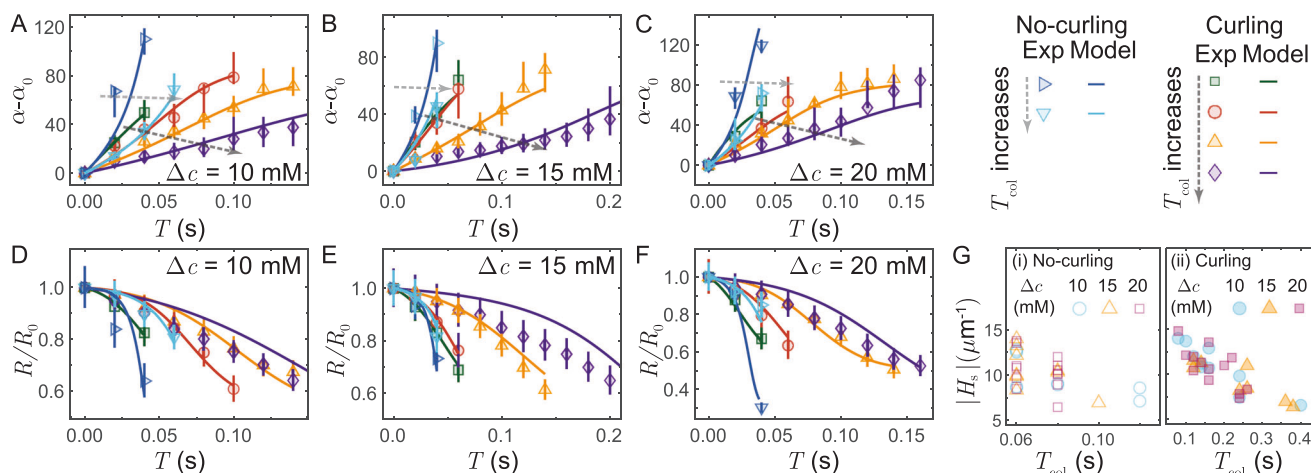 A
α-α₀
120
80
40
0
0.00
0.05
0.10
T (s)
Δc = 10 mM
B
80
40
0
0.0
0.1
0.2
T (s)
Δc = 15 mM
C
α-α₀
120
80
40
0
0.00
0.05
0.10
0.15
T (s)
Δc = 20 mM
No-curling
Exp Model
T_col increases
Curling
Exp Model
T_col increases
D
R/R₀
1.0
0.8
0.6
0.00
0.05
0.10
T (s)
Δc = 10 mM
E
1.0
0.8
0.6
0.0
0.1
0.2
T (s)
Δc = 15 mM
F
R/R₀
1.0
0.8
0.6
0.4
0.00
0.05
0.10
0.15
T (s)
Δc = 20 mM
G
(i) No-curling
Δc 10 15 20
(mM)
|H_s| (μm⁻¹)
15
10
5
0.06
0.10
T_col (s)
(ii) Curling
Δc 10 15 20
(mM)
0.1
0.2
0.3
0.4
T_col (s)